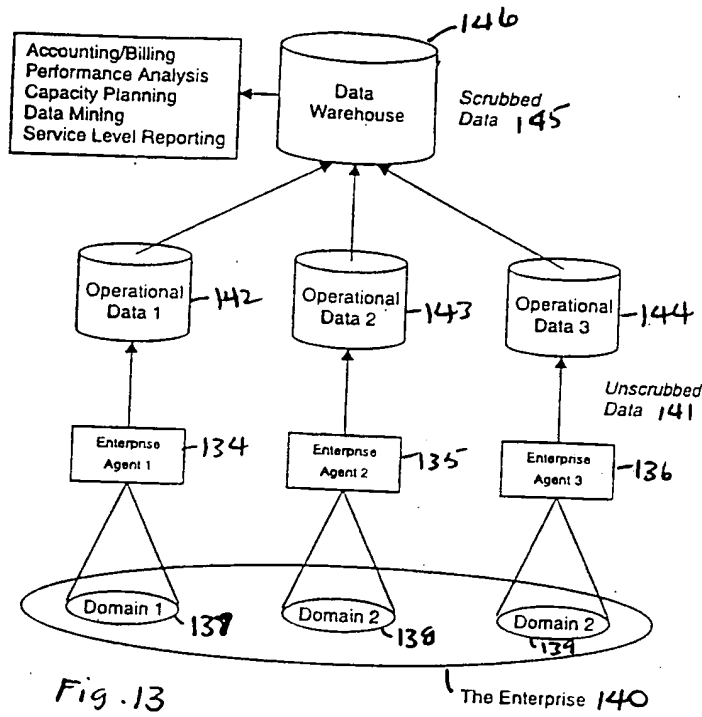 146
Accounting/Billing
Performance Analysis
Capacity Planning
Data Mining
Service Level Reporting
Data
Warehouse
Scrubbed
Data 145
Operational
Data 1
142
Operational
Data 2
143
Operational
Data 3
144
Unscrubbed
Data 141
Enterprise
Agent 1
134
Enterprise
Agent 2
135
Enterprise
Agent 3
136
Domain 1
Domain 2
138
Domain 2
139
Fig. 13
The Enterprise 140